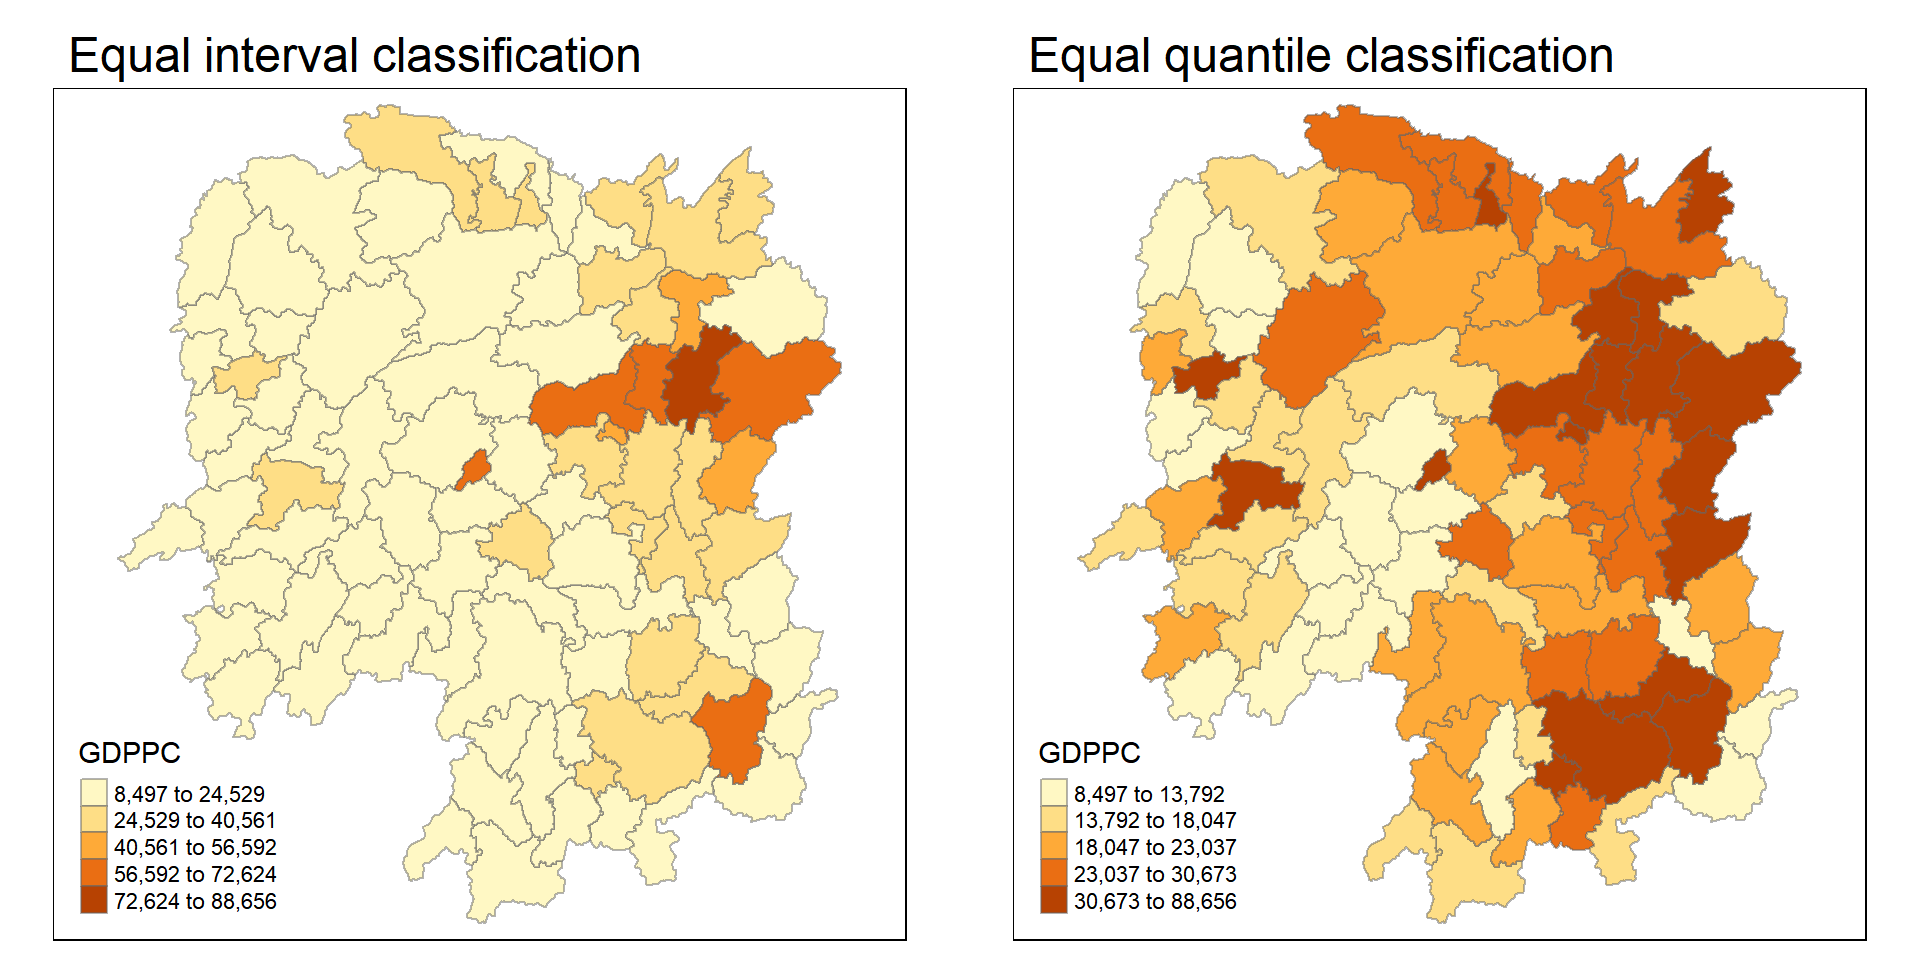 Equal interval classification
GDPPC
8,497 to 24,529
24,529 to 40,561
40,561 to 56,592
56,592 to 72,624
72,624 to 88,656
Equal quantile classification
GDPPC
8,497 to 13,792
13,792 to 18,047
18,047 to 23,037
23,037 to 30,673
30,673 to 88,656